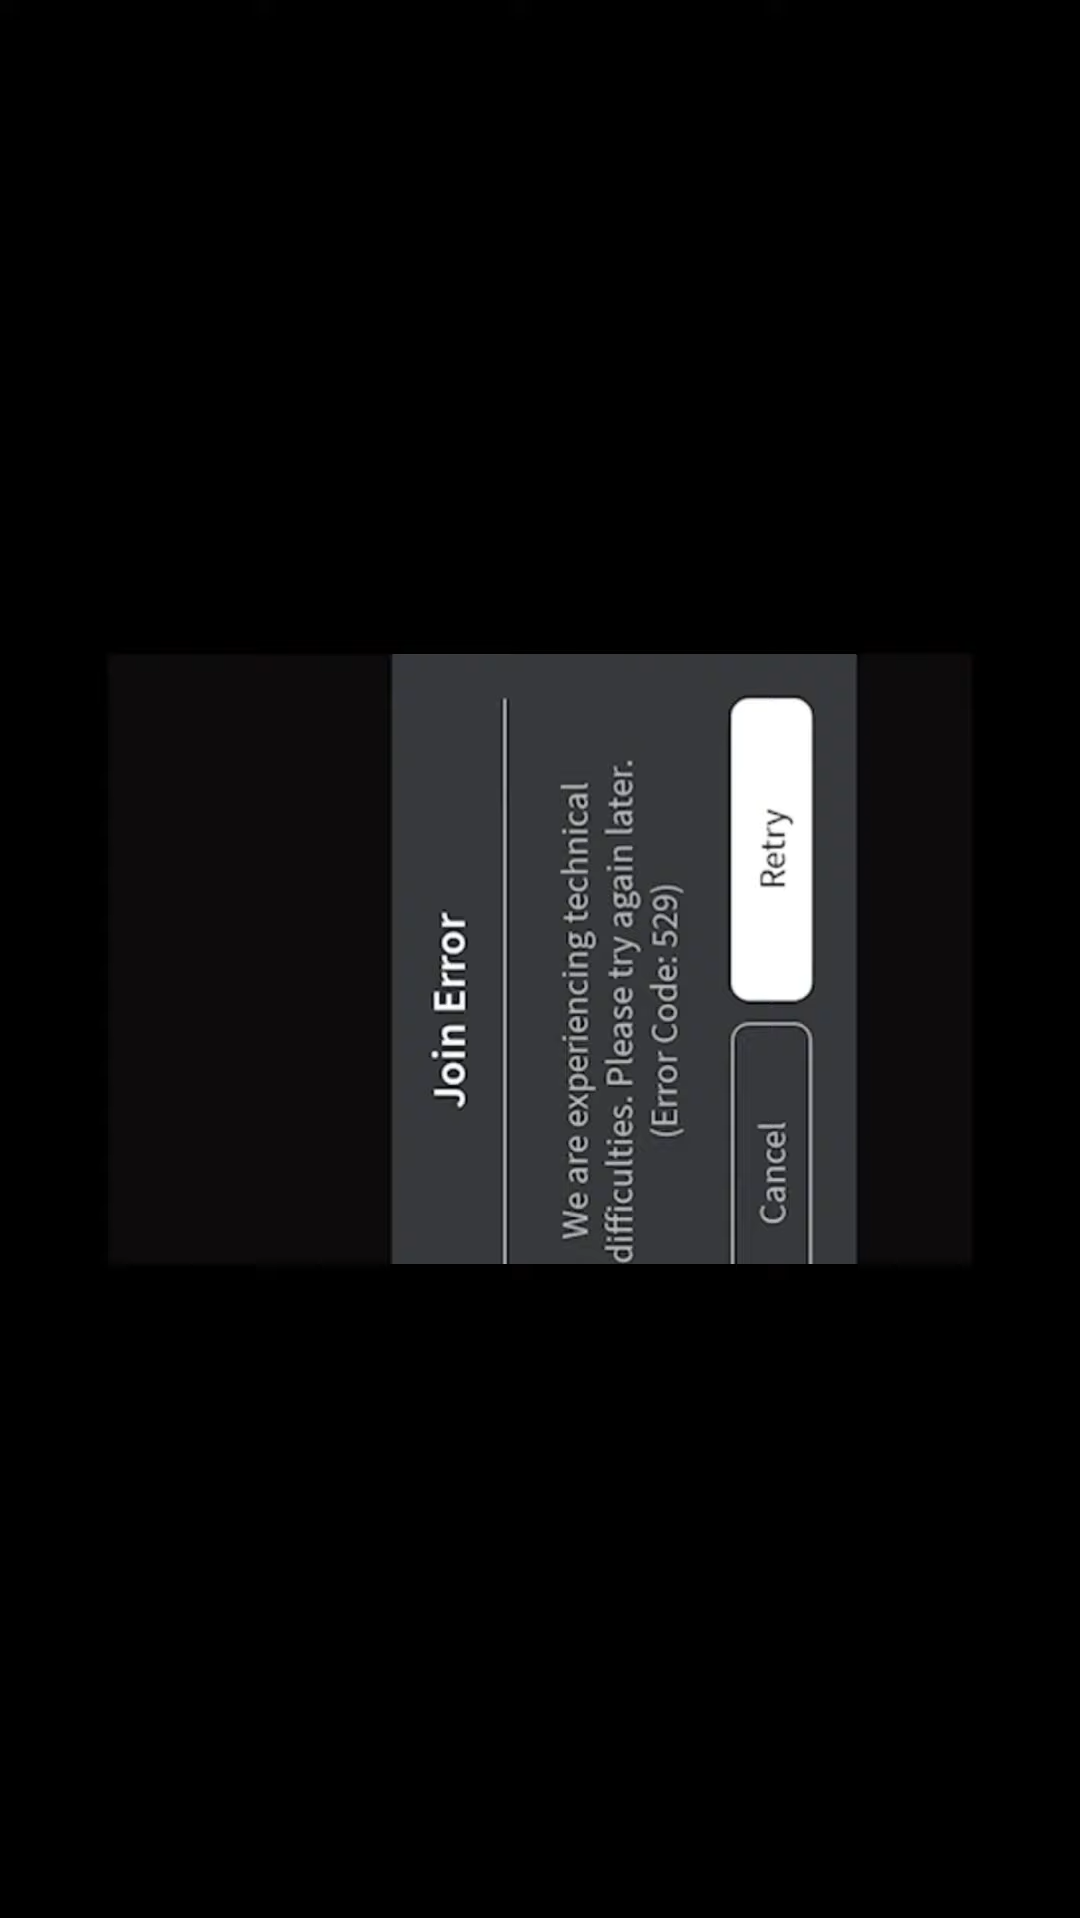 Join Error
We are experiencing technical
difficulties. Please try again later.
(Error Code: 529)
Cancel
Retry